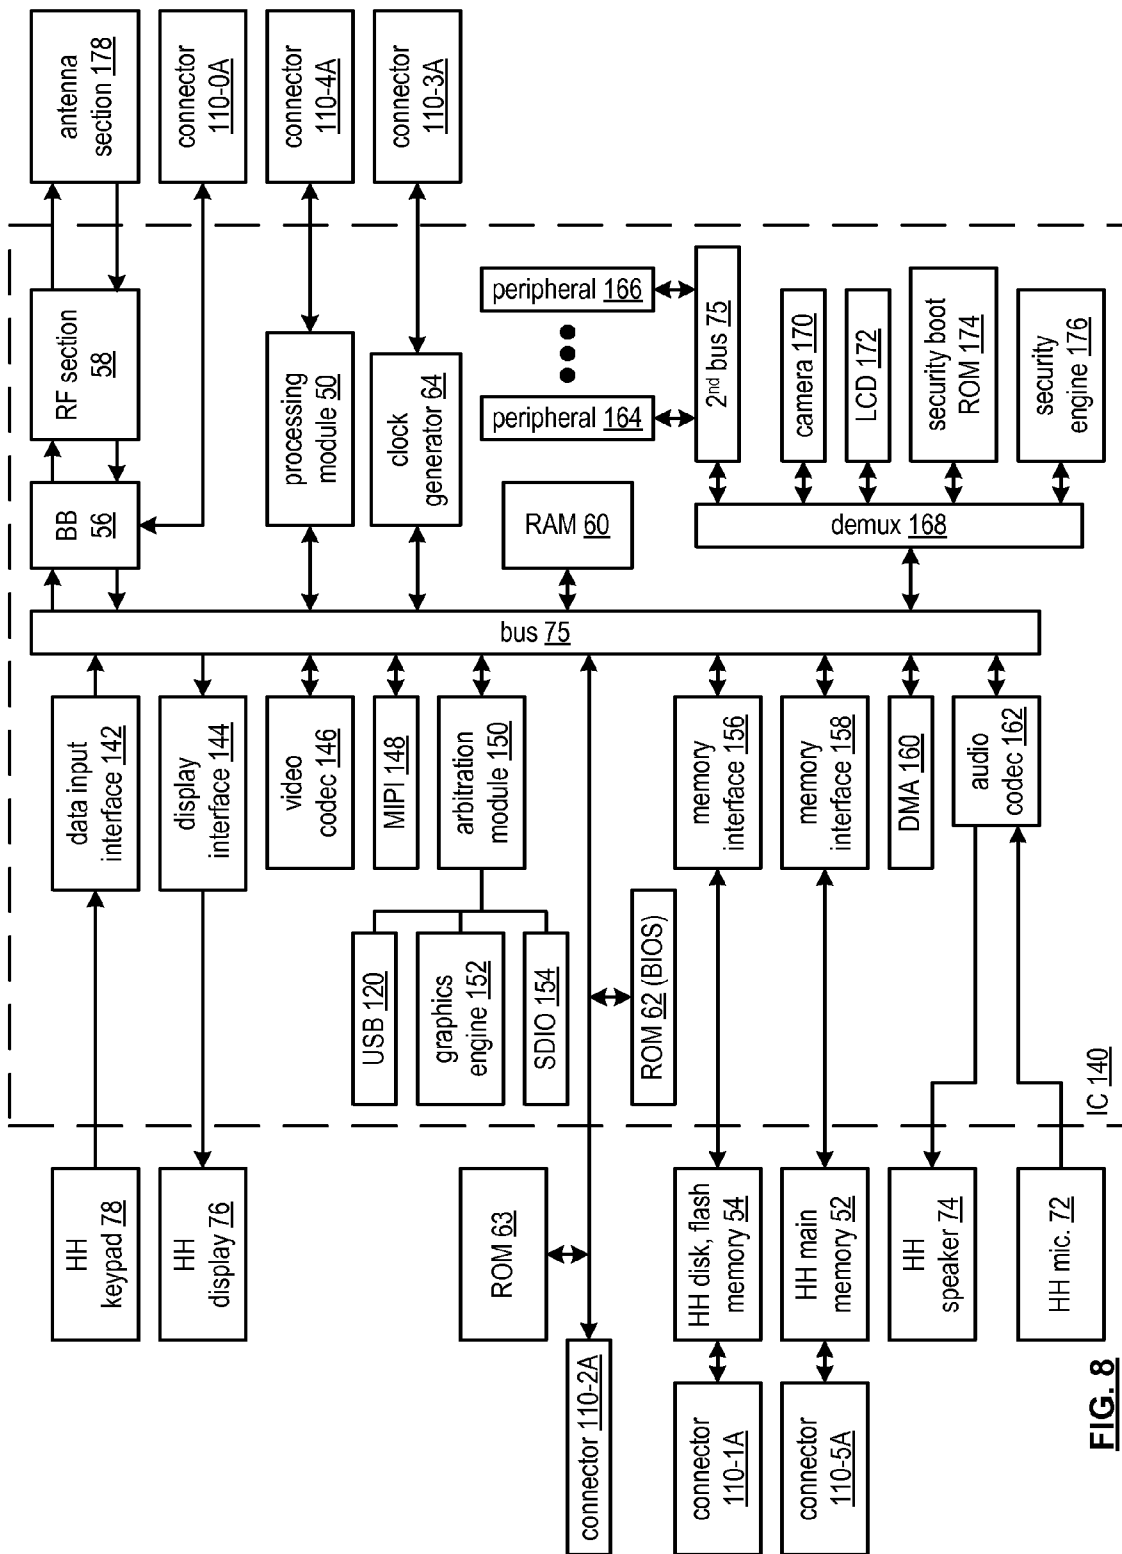 antenna
section 178
connector
110-0A
connector
110-4A
connector
110-3A
RF section
58
BB
56
processing
module 50
clock
generator 64
peripheral 166
peripheral 164
2nd bus 75
camera 170
LCD 172
security boot
ROM 174
security
engine 176
RAM 60
demux 168
bus 75
data input
interface 142
display
interface 144
video
codec 146
MIPI 148
arbitration
module 150
memory
interface 156
memory
interface 158
DMA 160
audio
codec 162
USB 120
graphics
engine 152
SDIO 154
ROM 62 (BIOS)
IC 140
HH
keypad 78
HH
display 76
ROM 63
HH disk, flash
memory 54
HH main
memory 52
HH
speaker 74
HH mic. 72
connector 110-2A
connector
110-1A
connector
110-5A
FIG. 8